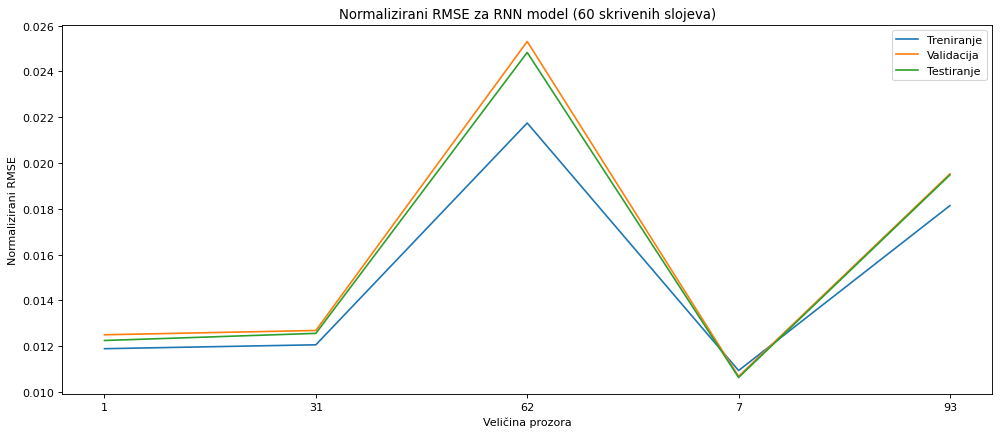 Normalizirani RMSE za RNN model (60 skrivenih slojeva)
Normalizirani RMSE
0.026
0.024
0.022
0.020
0.018
0.016
0.014
0.012
0.010
Treniranje
Validacija
Testiranje
1 31 62 7 93
Veličina prozora